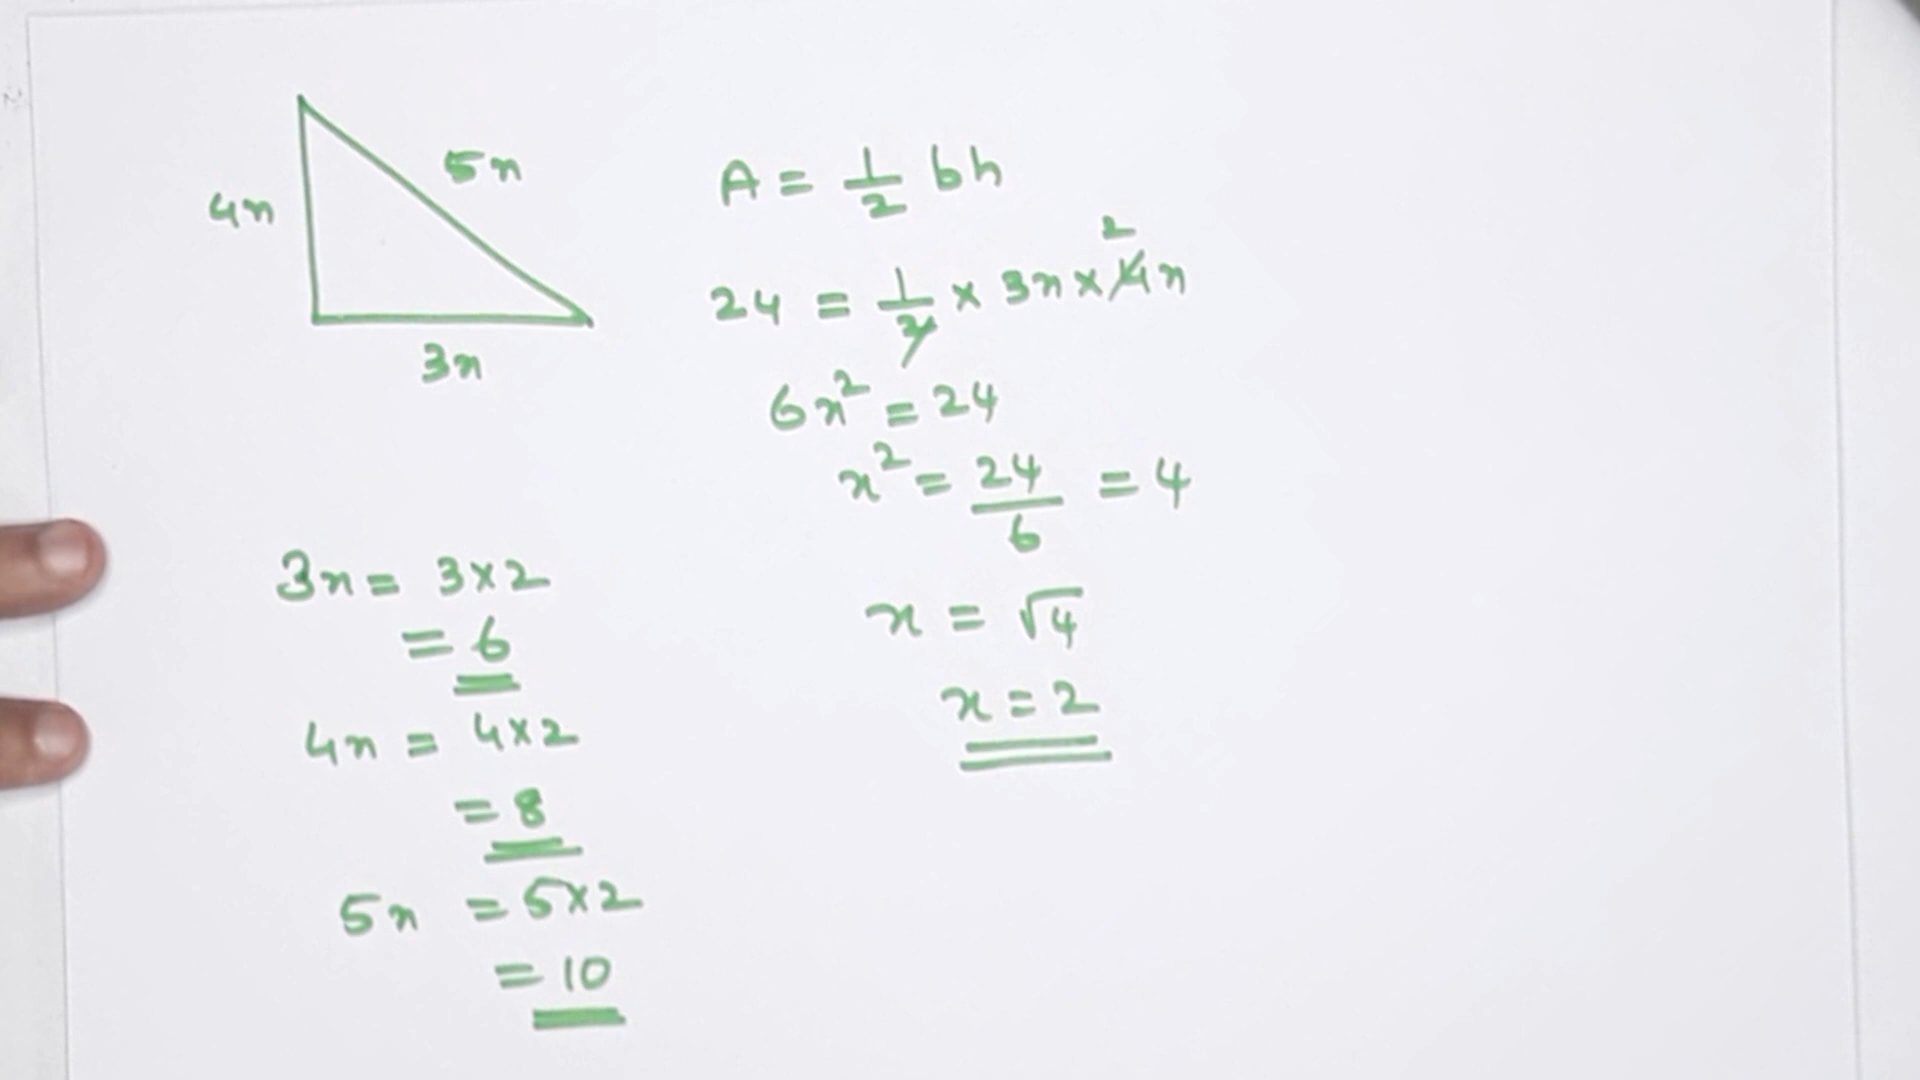 5x
4x
3x
A = 1/2 bh
24 = 1/2 × 3x × 4x 2
6x² = 24
x² = 24/6 = 4
x = √4
x = 2
3x = 3×2
= 6
4x = 4×2
= 8
5x = 5×2
= 10